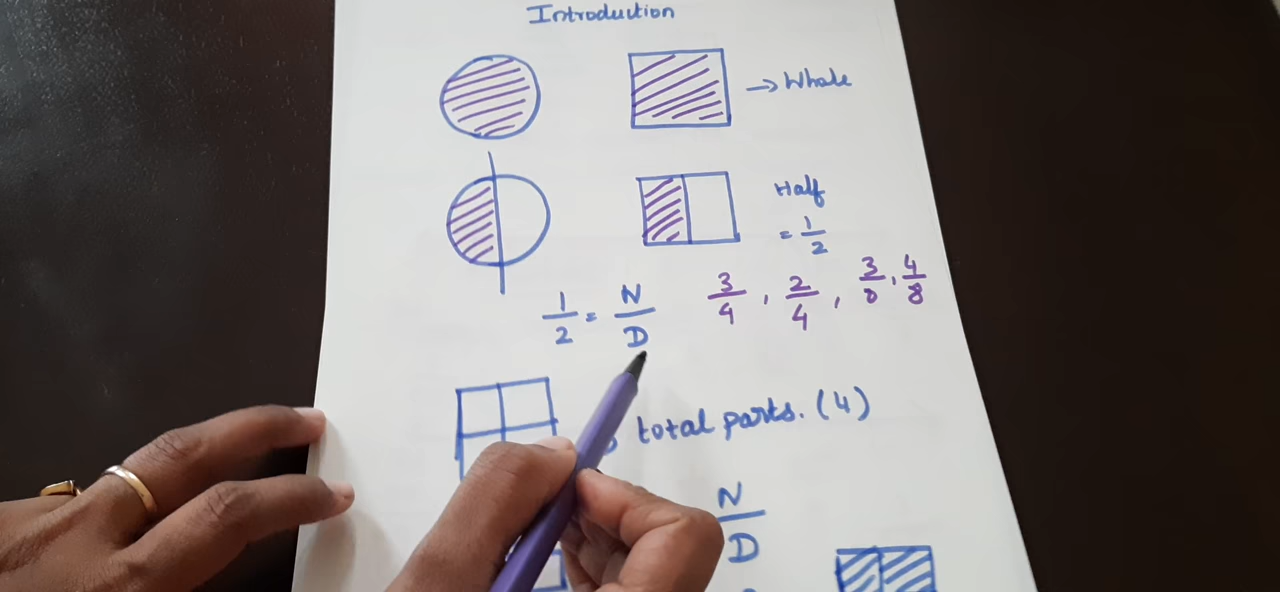 Introduction
→ Whole
Half
= 1/2
1/2 = N/D
3/4 , 2/4 , 3/8 , 4/8
total parts. (4)
N/D